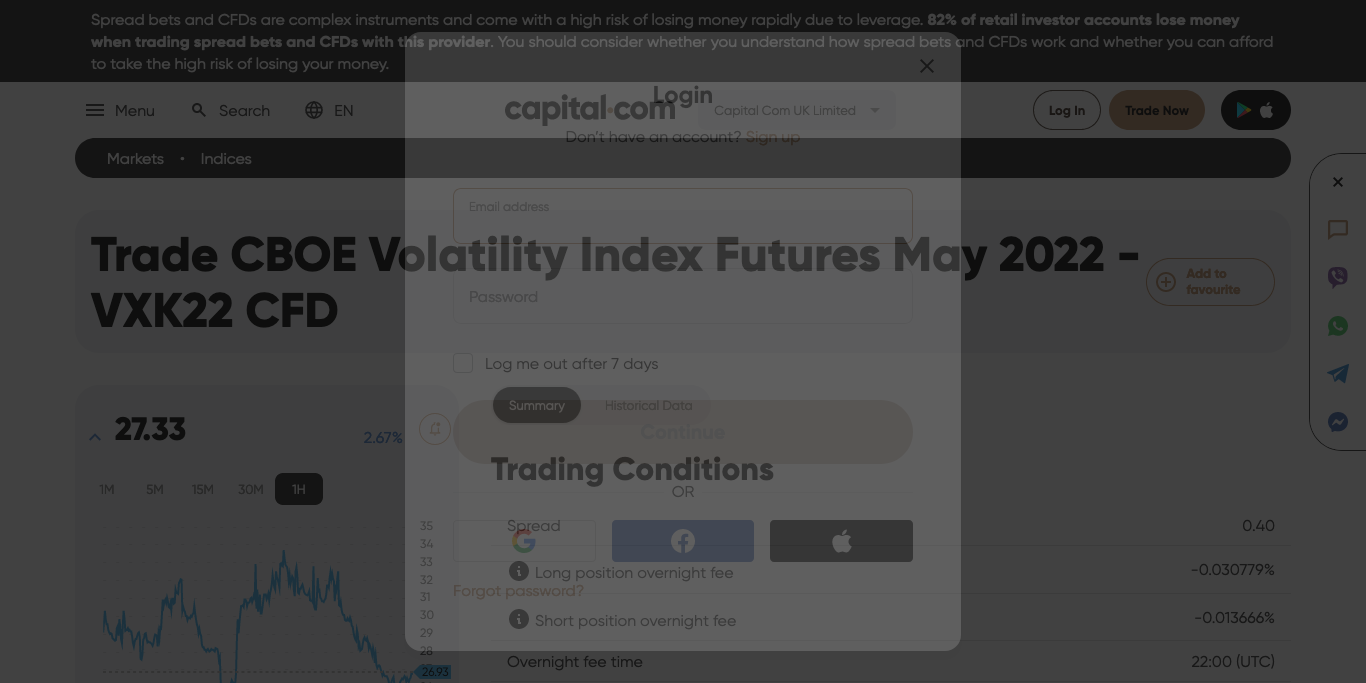 Spread bets and CFDs are complex instruments and come with a high risk of losing money rapidly due to leverage. 82% of retail investor accounts lose money
when trading spread bets and CFDs with this provider. You should consider whether you understand how spread bets and CFDs work and whether you can afford
to take the high risk of losing your money.
Menu
Search
EN
capital.com
Capital Com UK Limited
Log In
Trade Now
Login
Don't have an account? Sign up
Markets • Indices
Email address
Trade CBOE Volatility Index Futures May 2022 -
VXK22 CFD
Add to
favourite
Password
Log me out after 7 days
27.33
2.67%
Summary
Historical Data
Continue
Trading Conditions
OR
1M
5M
15M
30M
1H
35
34
33
32
31
30
29
28
26.93
Spread
0.40
Long position overnight fee
-0.030779%
Forgot password?
Short position overnight fee
-0.013666%
Overnight fee time
22:00 (UTC)